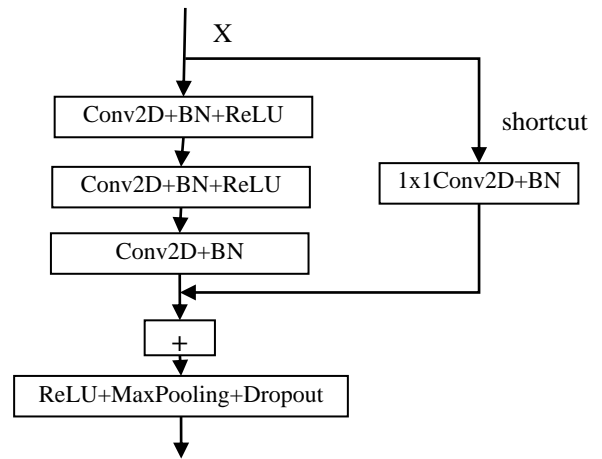 X
Conv2D+BN+ReLU
shortcut
Conv2D+BN+ReLU
1x1Conv2D+BN
Conv2D+BN
+
ReLU+MaxPooling+Dropout